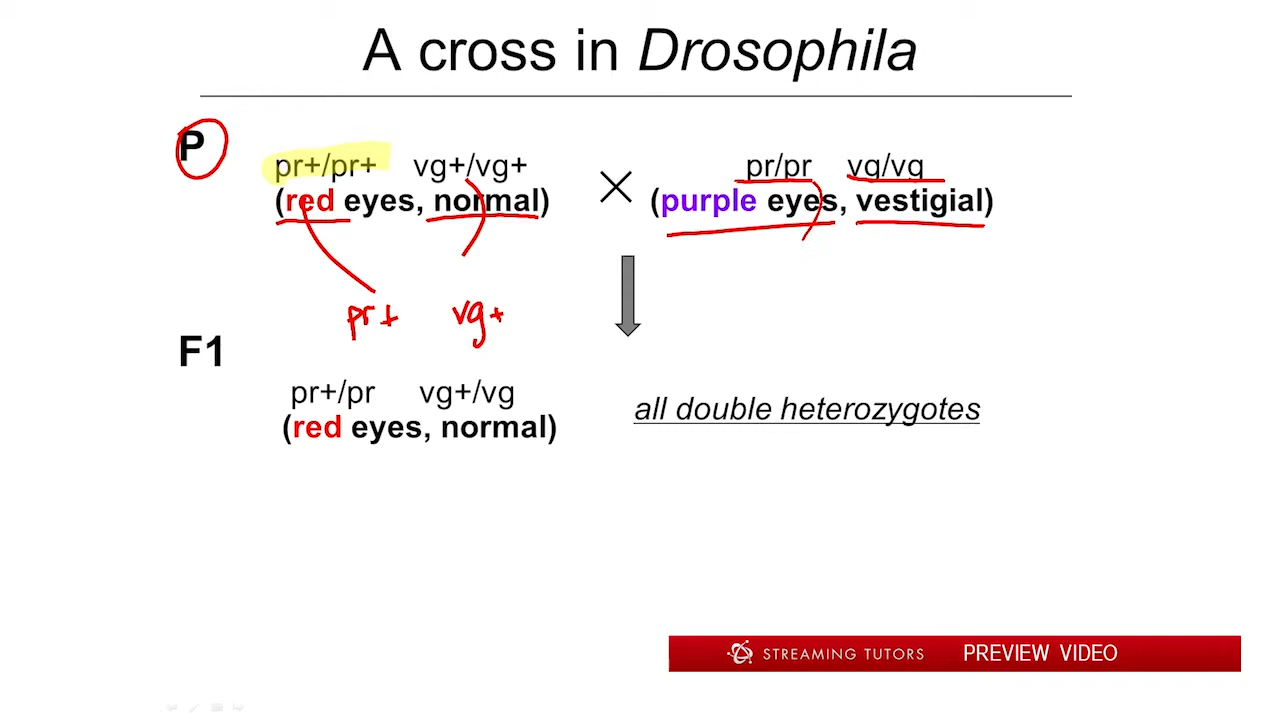 A cross in Drosophila
P
pr+/pr+ vg+/vg+ pr/pr vg/vg
(red eyes, normal) × (purple eyes, vestigial)
pr+ vg+
F1
pr+/pr vg+/vg
all double heterozygotes
(red eyes, normal)
STREAMING TUTORS PREVIEW VIDEO